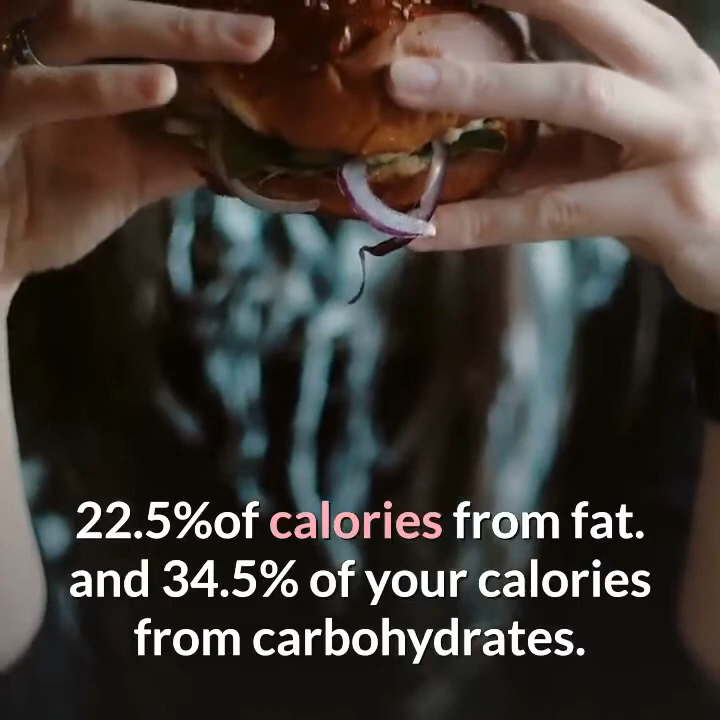 22.5%of calories from fat.
and 34.5% of your calories
from carbohydrates.